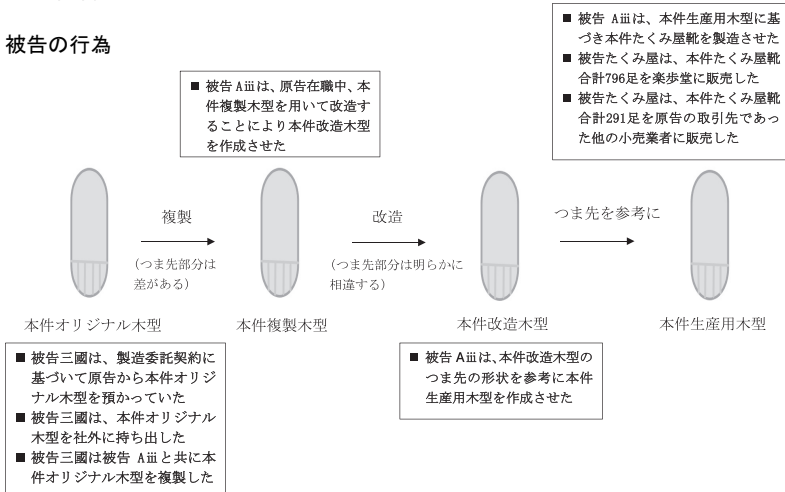 被告の行為
■ 被告 Aⅲは、本件生産用木型に基
づき本件たくみ屋靴を製造させた
■ 被告たくみ屋は、本件たくみ屋靴
合計796足を楽歩堂に販売した
■ 被告たくみ屋は、本件たくみ屋靴
合計291足を原告の取引先であっ
た他の小売業者に販売した
■ 被告 Aⅲは、原告在職中、本
件複製木型を用いて改造す
ることにより本件改造木型
を作成させた
複製
(つま先部分は
差がある)
改造
(つま先部分は明らかに
相違する)
つま先を参考に
本件オリジナル木型
本件複製木型
本件改造木型
本件生産用木型
■ 被告三國は、製造委託契約に
基づいて原告から本件オリジ
ナル木型を預かっていた
■ 被告三國は、本件オリジナル
木型を社外に持ち出した
■ 被告三國は被告 Aⅲと共に本
件オリジナル木型を複製した
■ 被告 Aⅲは、本件改造木型の
つま先の形状を参考に本件
生産用木型を作成させた